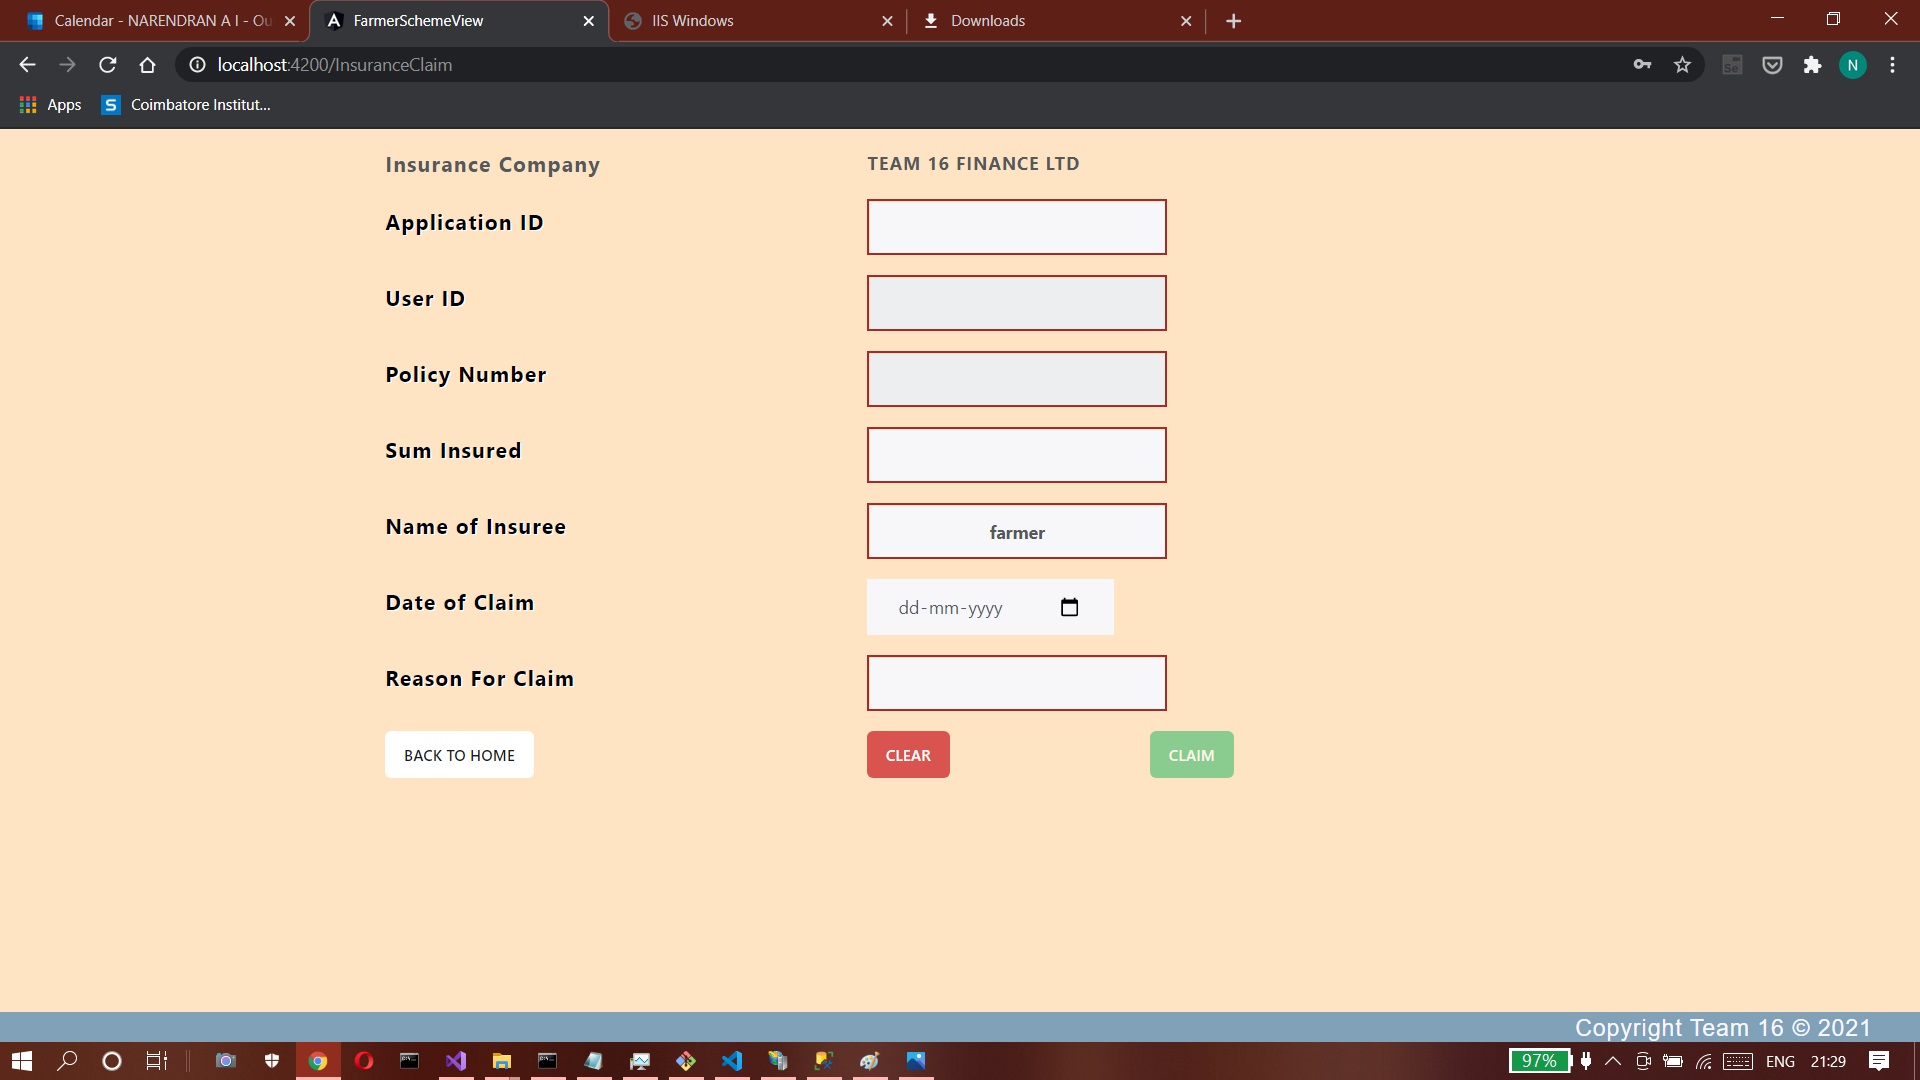 Calendar - NARENDRAN A I - Ou
FarmerSchemeView
IIS Windows
Downloads
localhost:4200/InsuranceClaim
N
Apps
S
Coimbatore Institut...
Insurance Company
TEAM 16 FINANCE LTD
Application ID
User ID
Policy Number
Sum Insured
Name of Insuree
farmer
Date of Claim
dd-mm-yyyy
Reason For Claim
BACK TO HOME
CLEAR
CLAIM
Copyright Team 16 © 2021
97%
ENG
21:29